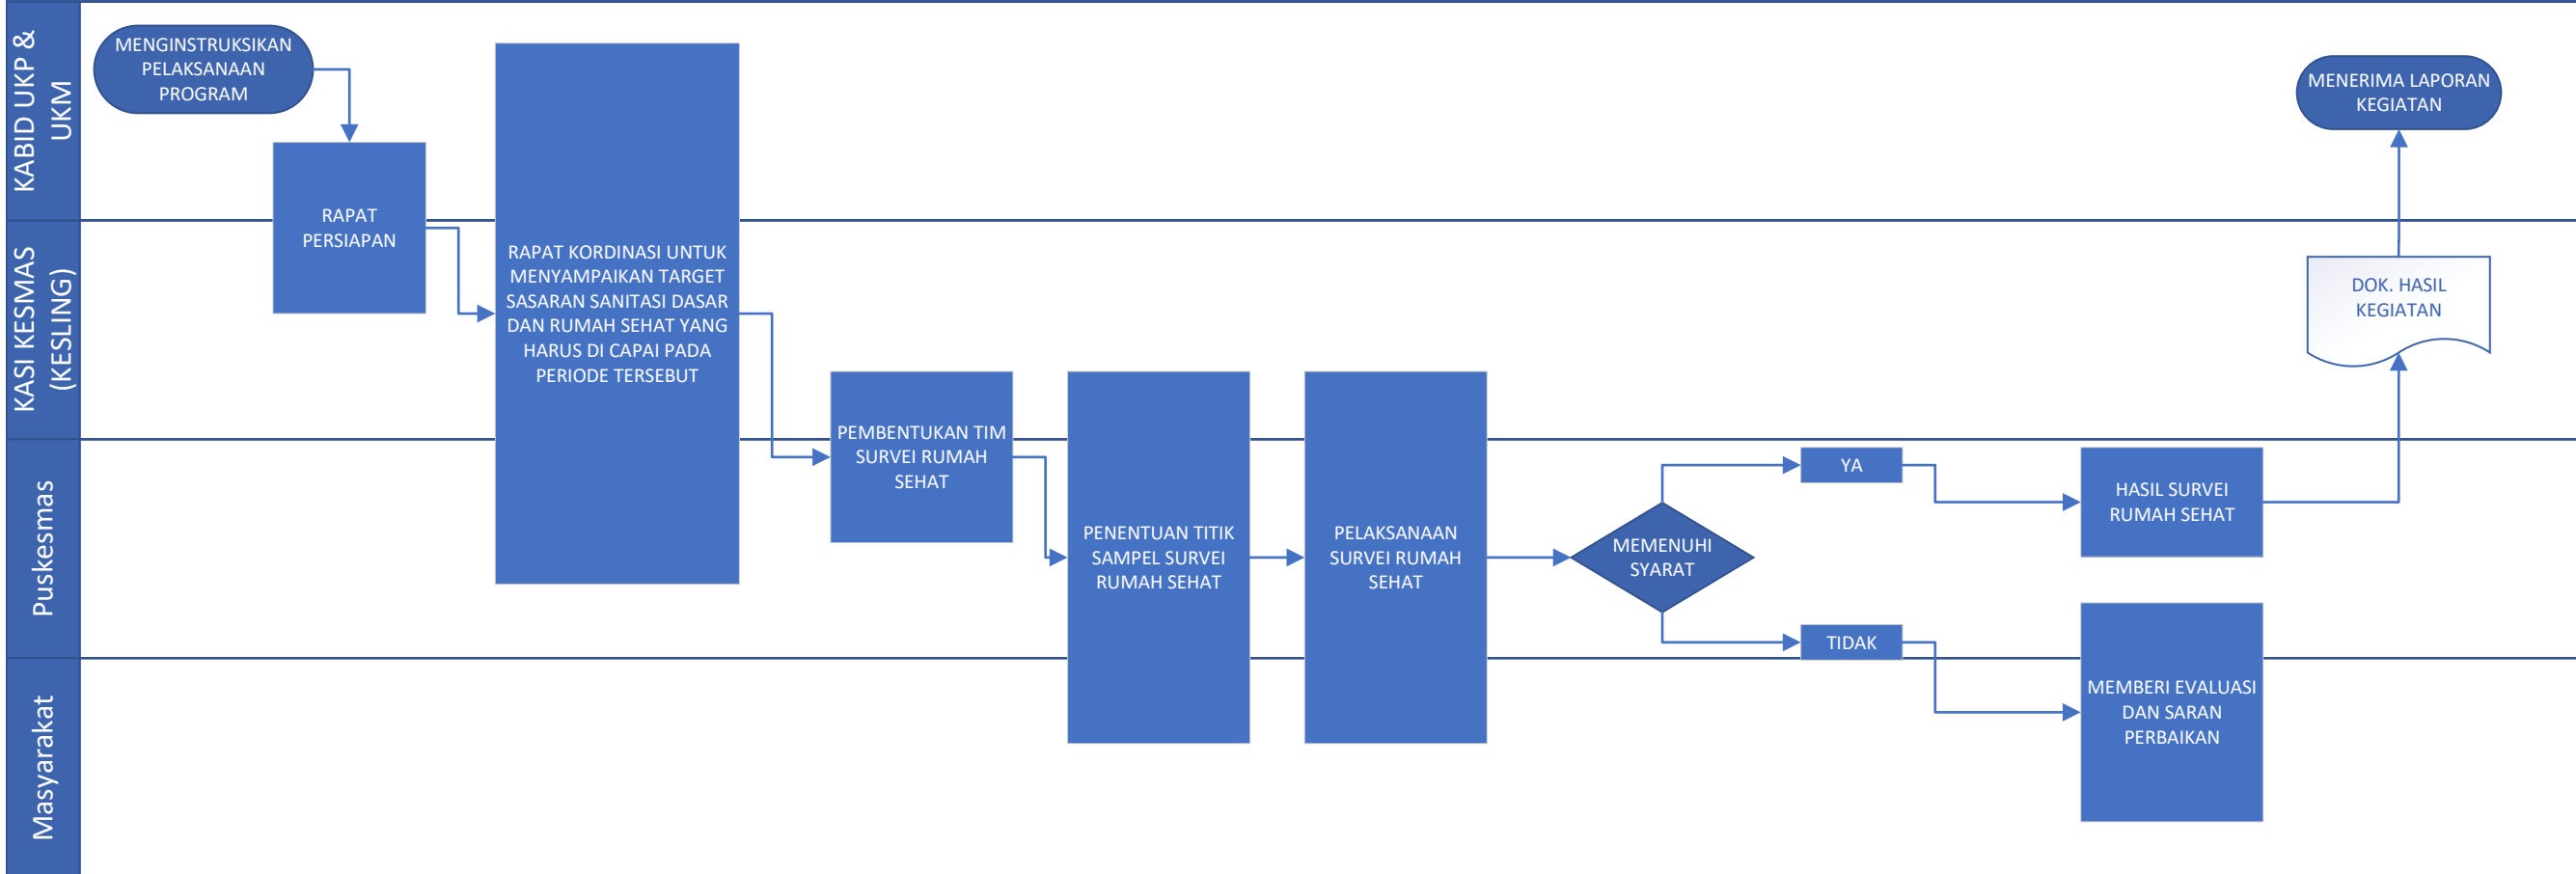 KABID UKP &
UKM
MENGINSTRUKSIKAN
PELAKSANAAN
PROGRAM
RAPAT
PERSIAPAN
MENERIMA LAPORAN
KEGIATAN
KASI KESMAS
(KESLING)
RAPAT KORDINASI UNTUK
MENYAMPAIKAN TARGET
SASARAN SANITASI DASAR
DAN RUMAH SEHAT YANG
HARUS DI CAPAI PADA
PERIODE TERSEBUT
DOK. HASIL
KEGIATAN
Puskesmas
PEMBENTUKAN TIM
SURVEI RUMAH
SEHAT
PENENTUAN TITIK
SAMPEL SURVEI
RUMAH SEHAT
PELAKSANAAN
SURVEI RUMAH
SEHAT
MEMENUHI
SYARAT
YA
HASIL SURVEI
RUMAH SEHAT
TIDAK
Masyarakat
MEMBERI EVALUASI
DAN SARAN
PERBAIKAN